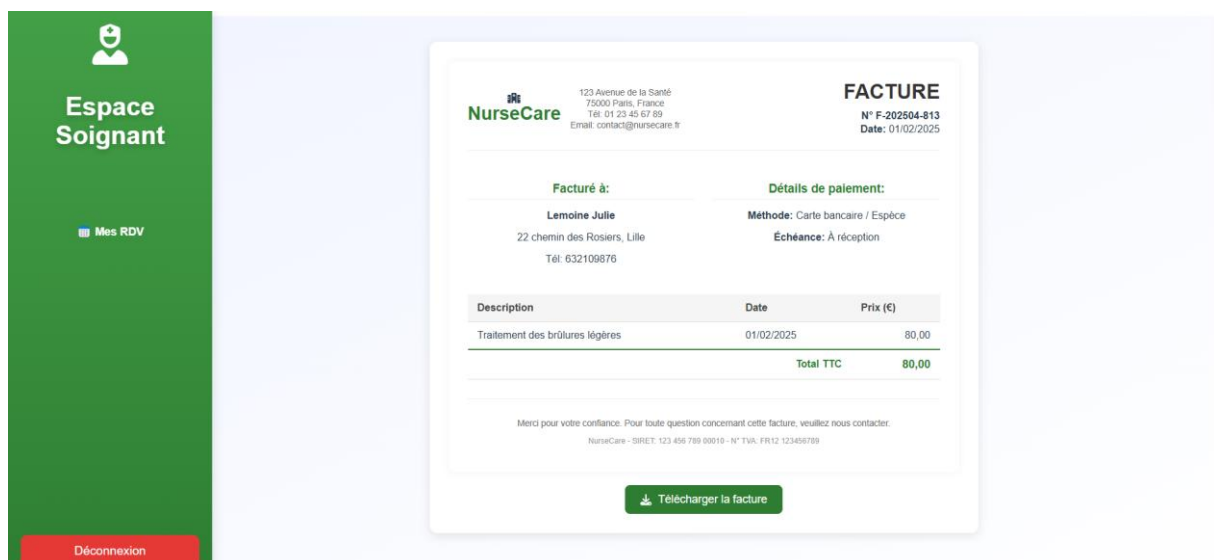 Espace
Soignant
Mes RDV
Déconnexion
NurseCare
123 Avenue de la Santé
75000 Paris, France
Tél: 01 23 45 67 89
Email: contact@nursecare.fr
FACTURE
N° F-202504-813
Date: 01/02/2025
Facturé à:
Lemoine Julie
22 chemin des Rosiers, Lille
Tél: 632109876
Détails de paiement:
Méthode: Carte bancaire / Espèce
Échéance: À réception
Description Date Prix (€)
Traitement des brûlures légères 01/02/2025 80,00
Total TTC 80,00
Merci pour votre confiance. Pour toute question concernant cette facture, veuillez nous contacter.
NurseCare - SIRET: 123 456 789 00010 - N° TVA: FR12 123456789
Télécharger la facture